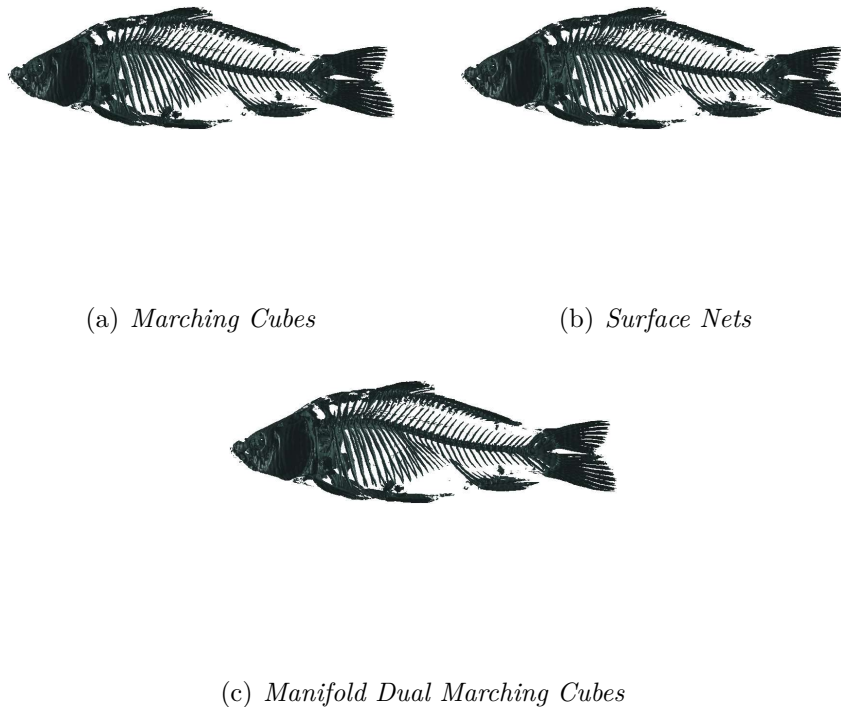 (a) Marching Cubes
(b) Surface Nets
(c) Manifold Dual Marching Cubes